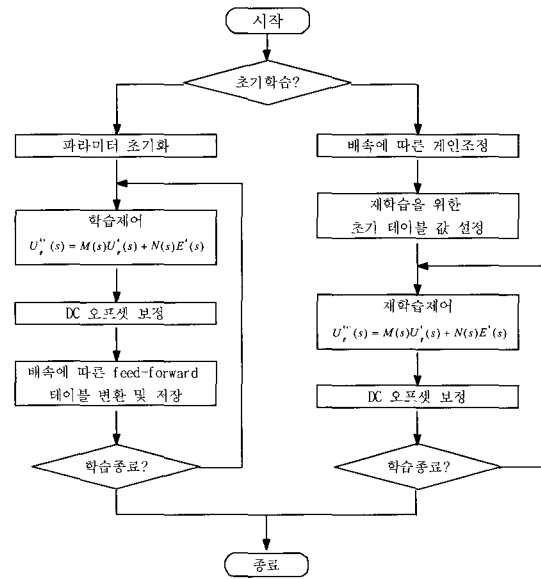 시작
초기학습?
파라미터 초기화
학습제어
U_ff^{i+1}(s) = M(s)U_ff^i(s) + N(s)E^i(s)
DC 오프셋 보정
배속에 따른 feed-forward
테이블 변환 및 저장
학습종료?
배속에 따른 게인조정
재학습을 위한
초기 테이블 값 설정
재학습제어
U_ff^{i+1}(s) = M(s)U_ff^i(s) + N(s)E^i(s)
DC 오프셋 보정
학습종료?
종료